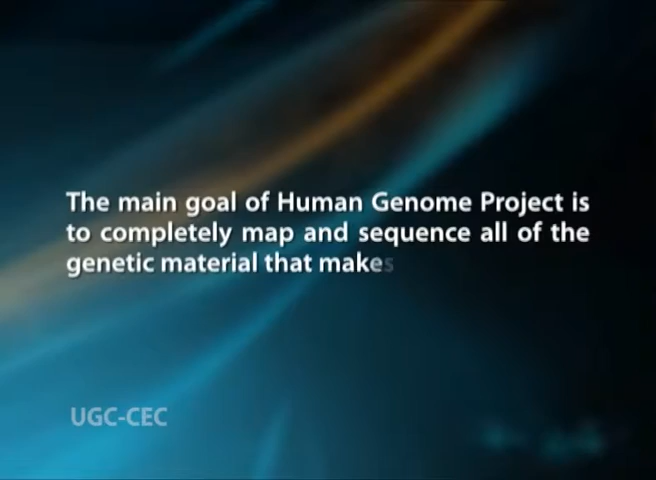 The main goal of Human Genome Project is
to completely map and sequence all of the
genetic material that makes
UGC-CEC